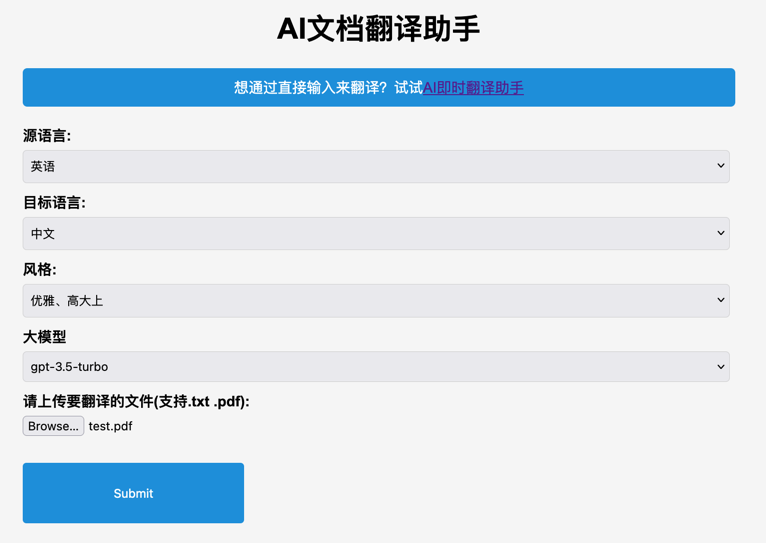 AI文档翻译助手
想通过直接输入来翻译？试试AI即时翻译助手
源语言:
英语
目标语言:
中文
风格:
优雅、高大上
大模型
gpt-3.5-turbo
请上传要翻译的文件(支持.txt .pdf):
Browse... test.pdf
Submit